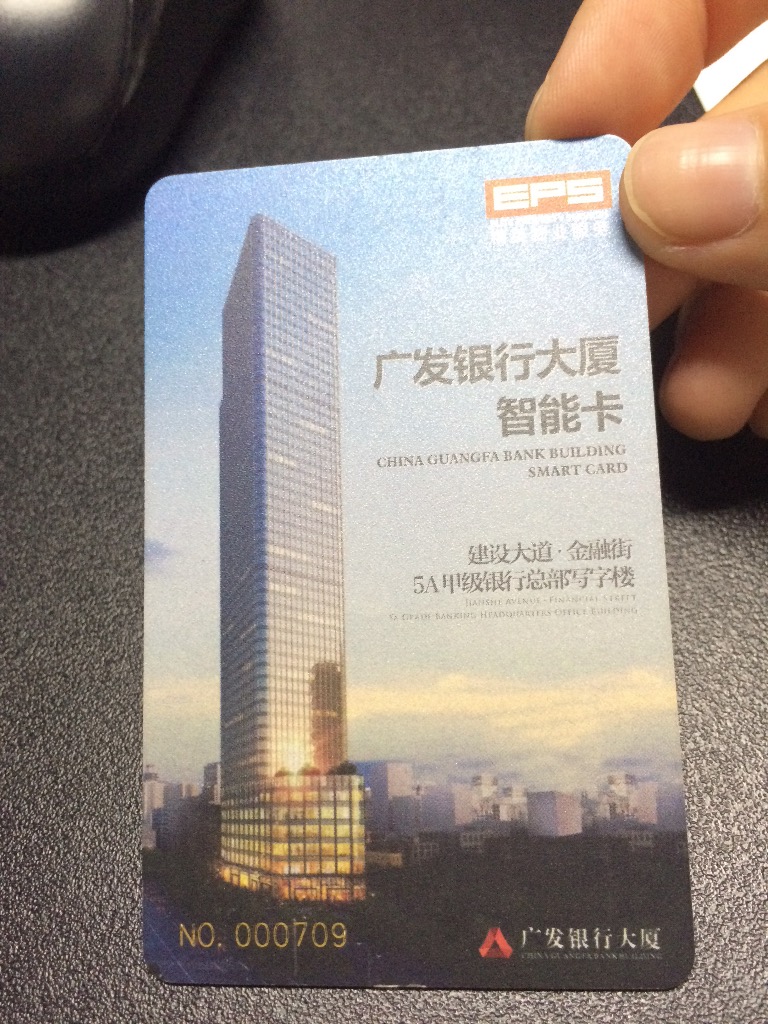 EPS
广发银行大厦
智能卡
CHINA GUANGFA BANK BUILDING
SMART CARD
建设大道·金融街
5A甲级银行总部写字楼
JIANSHE AVENUE·FINANCIAL STREET
5A GRADE BANKING HEADQUARTERS OFFICE BUILDING
NO. 000709
广发银行大厦
CHINA GUANGFA BANK BUILDING